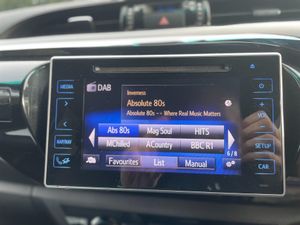 DAB
MEDIA
Inverness
Absolute 80s
Absolute 80s -- Where Real Music Matters
VOL
Abs 80s Mag Soul HITS
MChilled ACountry BBC R1
SETUP
6/8
Favourites List Manual
CAR